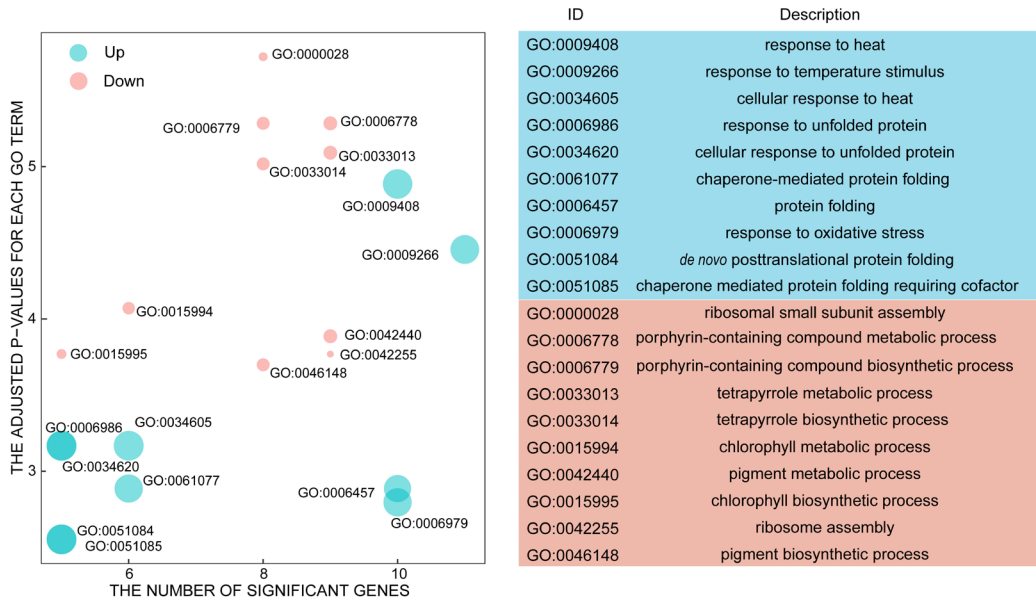 Up
Down
GO:0000028
GO:0006779
GO:0006778
GO:0033013
GO:0033014
GO:0009408
GO:0009266
GO:0015994
GO:0042440
GO:0015995
GO:0042255
GO:0046148
GO:0006986
GO:0034605
GO:0034620
GO:0061077
GO:0006457
GO:0006979
GO:0051084
GO:0051085
5
4
3
6
8
10
THE ADJUSTED P-VALUES FOR EACH GO TERM
THE NUMBER OF SIGNIFICANT GENES
ID Description
GO:0009408 response to heat
GO:0009266 response to temperature stimulus
GO:0034605 cellular response to heat
GO:0006986 response to unfolded protein
GO:0034620 cellular response to unfolded protein
GO:0061077 chaperone-mediated protein folding
GO:0006457 protein folding
GO:0006979 response to oxidative stress
GO:0051084 de novo posttranslational protein folding
GO:0051085 chaperone mediated protein folding requiring cofactor
GO:0000028 ribosomal small subunit assembly
GO:0006778 porphyrin-containing compound metabolic process
GO:0006779 porphyrin-containing compound biosynthetic process
GO:0033013 tetrapyrrole metabolic process
GO:0033014 tetrapyrrole biosynthetic process
GO:0015994 chlorophyll metabolic process
GO:0042440 pigment metabolic process
GO:0015995 chlorophyll biosynthetic process
GO:0042255 ribosome assembly
GO:0046148 pigment biosynthetic process